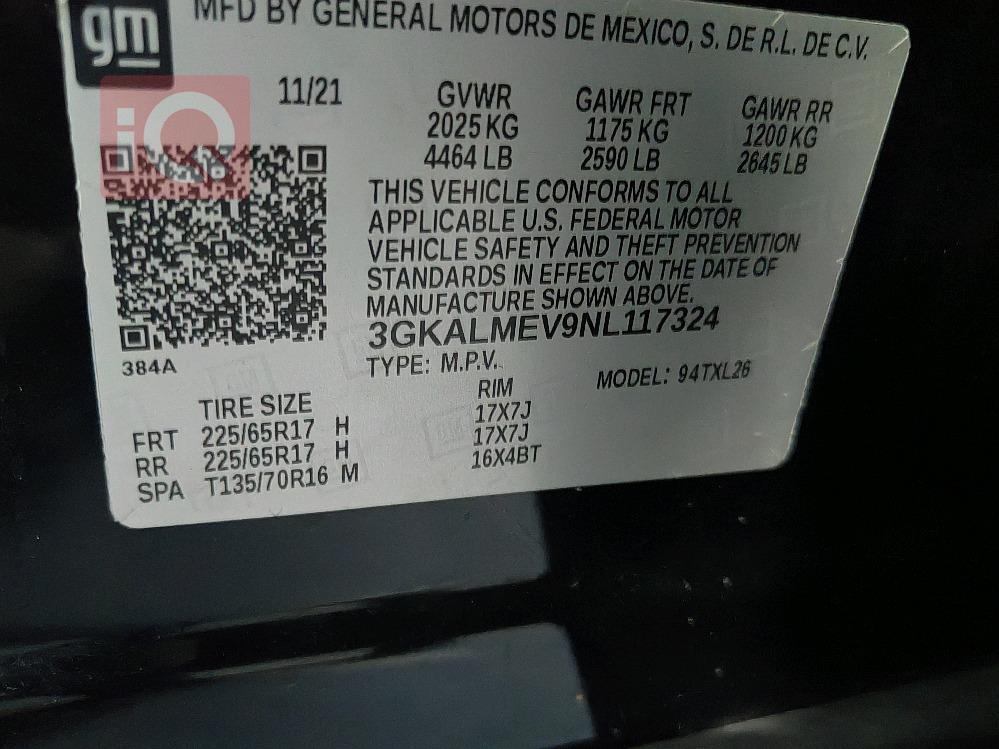 gm
MFD BY GENERAL MOTORS DE MEXICO, S. DE R.L. DE C.V.
iQ
11/21 GVWR GAWR FRT GAWR RR
2025 KG 1175 KG 1200 KG
4464 LB 2590 LB 2645 LB
THIS VEHICLE CONFORMS TO ALL
APPLICABLE U.S. FEDERAL MOTOR
VEHICLE SAFETY AND THEFT PREVENTION
STANDARDS IN EFFECT ON THE DATE OF
MANUFACTURE SHOWN ABOVE.
3GKALMEV9NL117324
384A
TYPE: M.P.V. MODEL: 94TXL26
TIRE SIZE RIM
FRT 225/65R17 H 17X7J
RR 225/65R17 H 17X7J
SPA T135/70R16 M 16X4BT